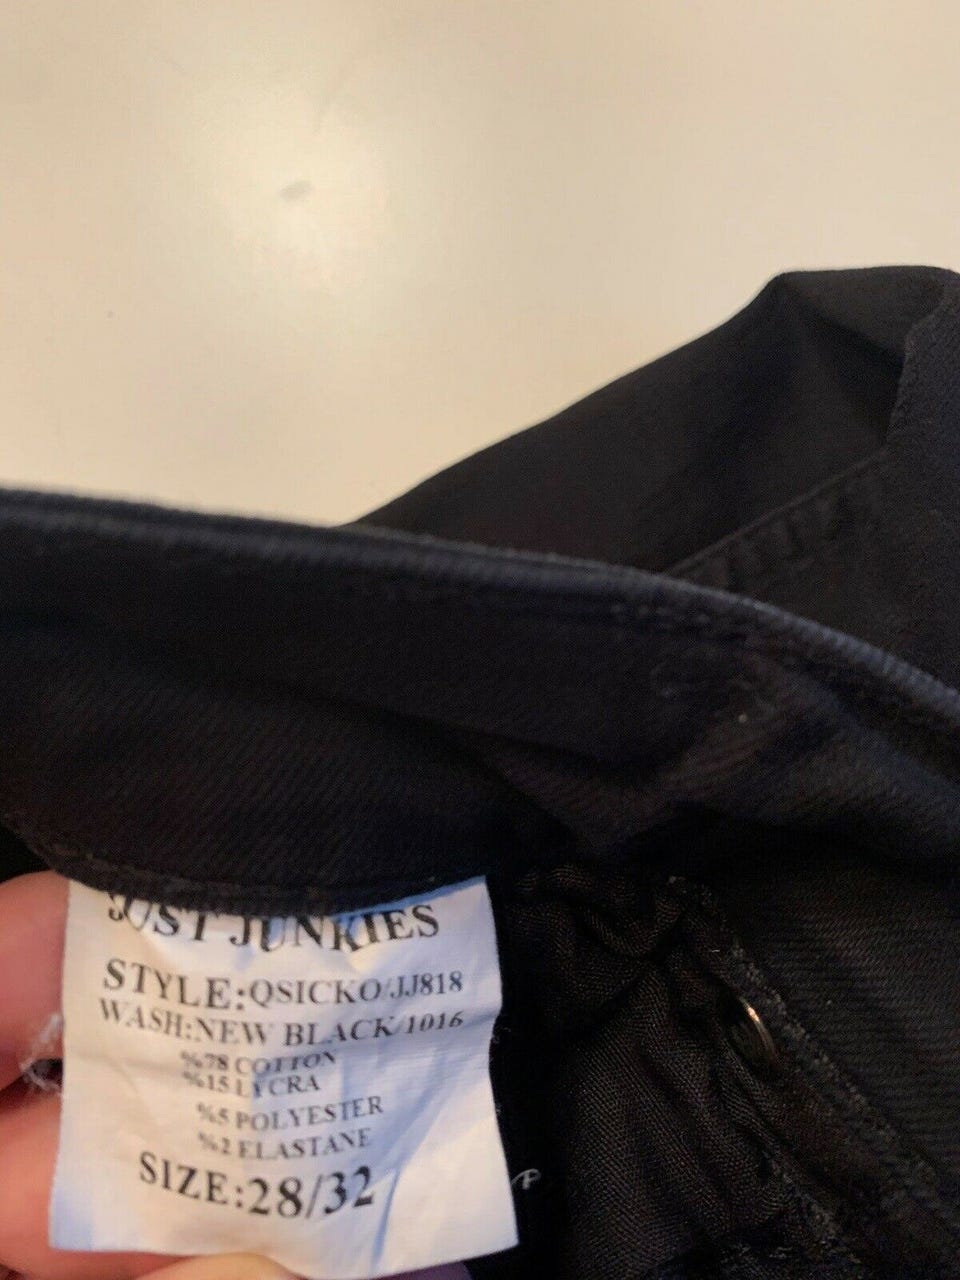 JUST JUNKIES
STYLE:QSICKO/JJ818
WASH:NEW BLACK/1016
%78 COTTON
%15 LYCRA
%5 POLYESTER
%2 ELASTANE
SIZE:28/32